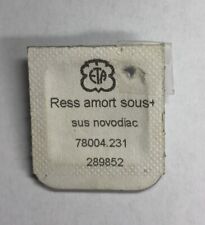 ETA
Ress amort sous+
sus novodiac
78004.231
289852